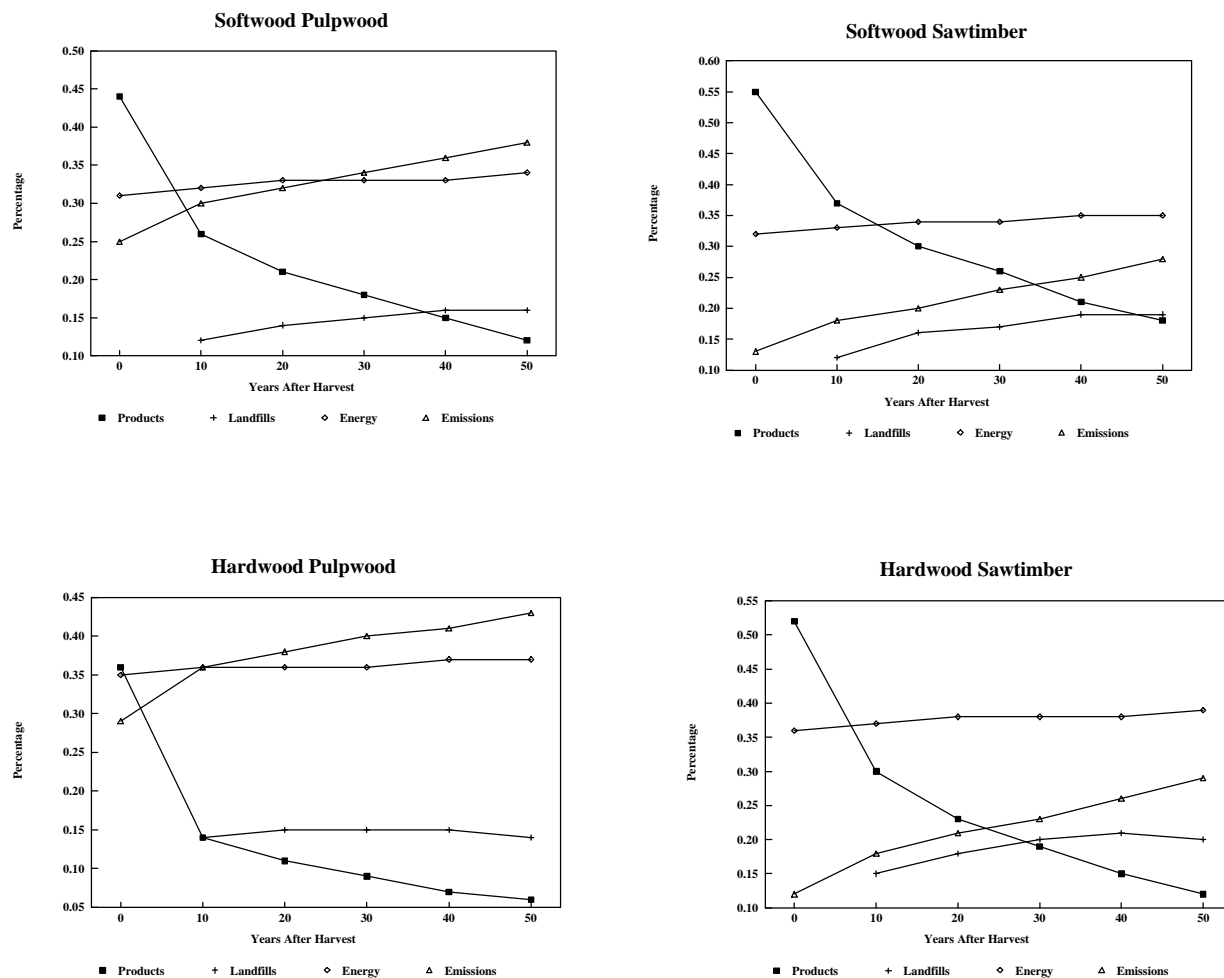 Softwood Pulpwood
0.50
0.45
0.40
0.35
0.30
0.25
0.20
0.15
0.10
Percentage
0 10 20 30 40 50
Years After Harvest
Products Landfills Energy Emissions
Softwood Sawtimber
0.60
0.55
0.50
0.45
0.40
0.35
0.30
0.25
0.20
0.15
0.10
Percentage
0 10 20 30 40 50
Years After Harvest
Products Landfills Energy Emissions
Hardwood Pulpwood
0.45
0.40
0.35
0.30
0.25
0.20
0.15
0.10
0.05
Percentage
0 10 20 30 40 50
Years After Harvest
Products Landfills Energy Emissions
Hardwood Sawtimber
0.55
0.50
0.45
0.40
0.35
0.30
0.25
0.20
0.15
0.10
Percentage
0 10 20 30 40 50
Years After Harvest
Products Landfills Energy Emissions